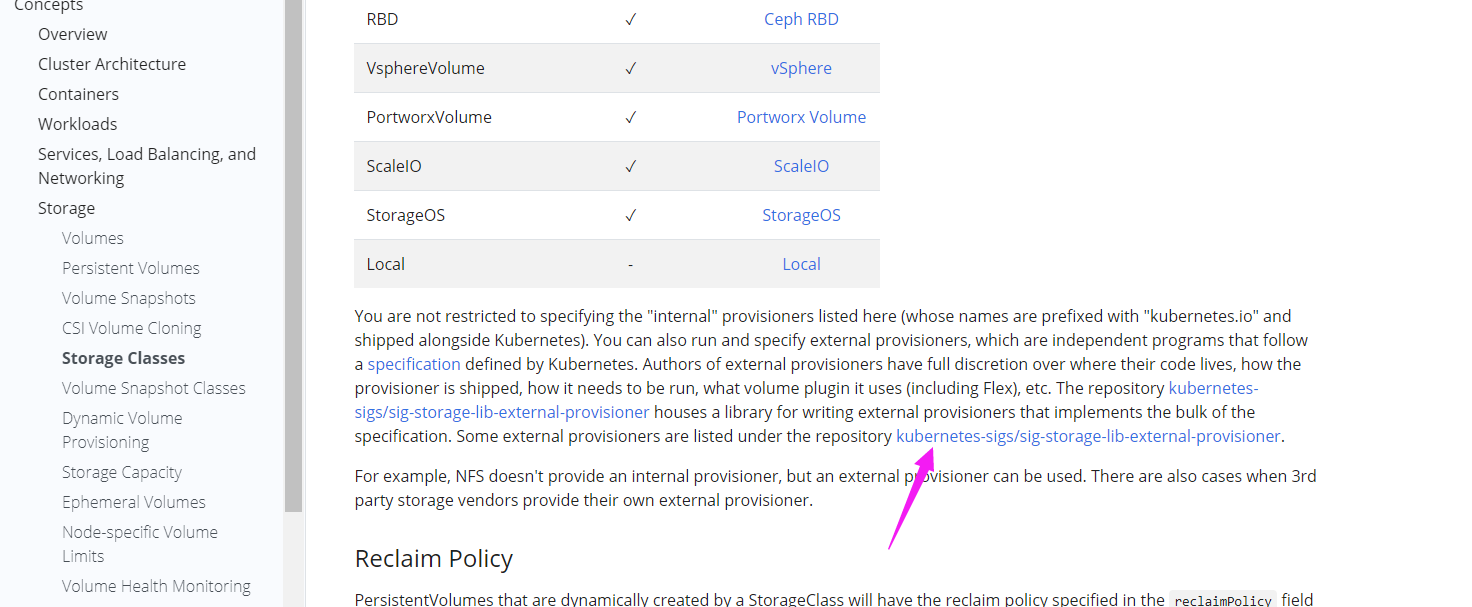 Concepts
Overview
Cluster Architecture
Containers
Workloads
Services, Load Balancing, and
Networking
Storage
Volumes
Persistent Volumes
Volume Snapshots
CSI Volume Cloning
Storage Classes
Volume Snapshot Classes
Dynamic Volume
Provisioning
Storage Capacity
Ephemeral Volumes
Node-specific Volume
Limits
Volume Health Monitoring
RBD ✓ Ceph RBD
VsphereVolume ✓ vSphere
PortworxVolume ✓ Portworx Volume
ScaleIO ✓ ScaleIO
StorageOS ✓ StorageOS
Local - Local
You are not restricted to specifying the "internal" provisioners listed here (whose names are prefixed with "kubernetes.io" and
shipped alongside Kubernetes). You can also run and specify external provisioners, which are independent programs that follow
a specification defined by Kubernetes. Authors of external provisioners have full discretion over where their code lives, how the
provisioner is shipped, how it needs to be run, what volume plugin it uses (including Flex), etc. The repository kubernetes-
sigs/sig-storage-lib-external-provisioner houses a library for writing external provisioners that implements the bulk of the
specification. Some external provisioners are listed under the repository kubernetes-sigs/sig-storage-lib-external-provisioner.
For example, NFS doesn't provide an internal provisioner, but an external provisioner can be used. There are also cases when 3rd
party storage vendors provide their own external provisioner.
Reclaim Policy
PersistentVolumes that are dynamically created by a StorageClass will have the reclaim policy specified in the reclaimPolicy field